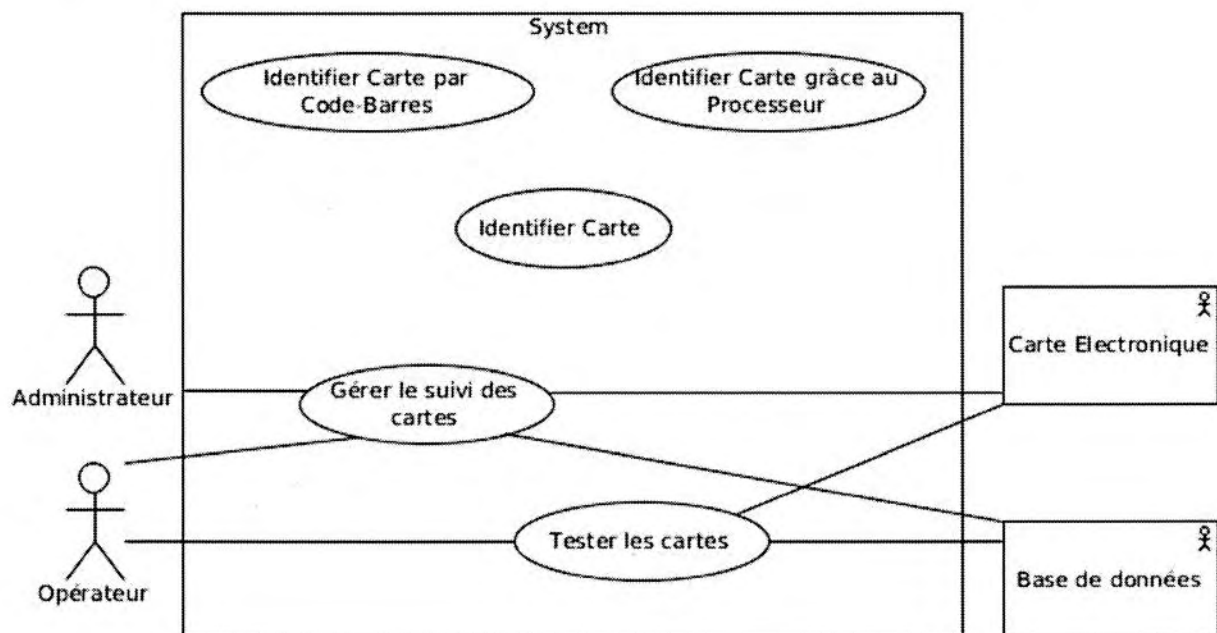 System
Identifier Carte par
Code-Barres
Identifier Carte grâce au
Processeur
Identifier Carte
Administrateur
Gérer le suivi des
cartes
Carte Electronique
Opérateur
Tester les cartes
Base de données